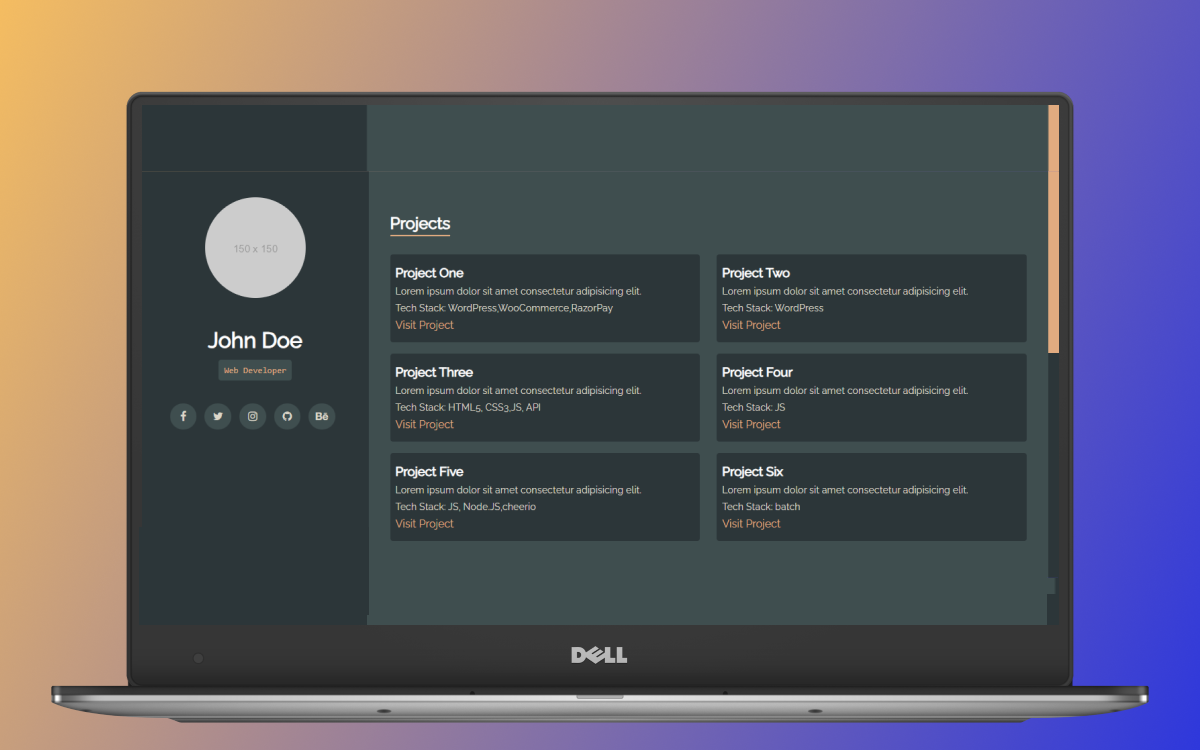 150 x 150
John Doe
Web Developer
Bē
Projects
Project One
Lorem ipsum dolor sit amet consectetur adipisicing elit.
Tech Stack: WordPress,WooCommerce,RazorPay
Visit Project
Project Two
Lorem ipsum dolor sit amet consectetur adipisicing elit.
Tech Stack: WordPress
Visit Project
Project Three
Lorem ipsum dolor sit amet consectetur adipisicing elit.
Tech Stack: HTML5, CSS3,JS, API
Visit Project
Project Four
Lorem ipsum dolor sit amet consectetur adipisicing elit.
Tech Stack: JS
Visit Project
Project Five
Lorem ipsum dolor sit amet consectetur adipisicing elit.
Tech Stack: JS, Node.JS,cheerio
Visit Project
Project Six
Lorem ipsum dolor sit amet consectetur adipisicing elit.
Tech Stack: batch
Visit Project
DELL